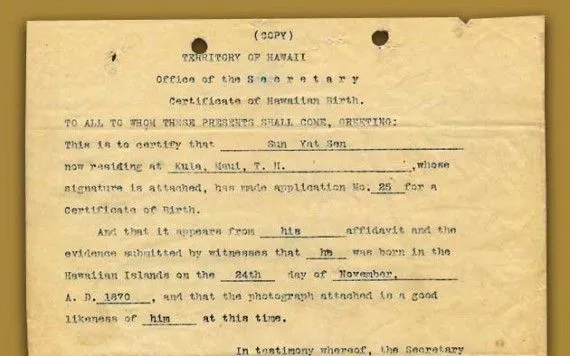 (COPY)
TERRITORY OF HAWAII
Office of the Secretary
Certificate of Hawaiian Birth.
TO ALL TO WHOM THESE PRESENTS SHALL COME, GREETING:
This is to certify that Sun Yat Sen
now residing at Kula, Maui, T. H. ,whose
signature is attached, has made application No. 25 for a
Certificate of Birth.
And that it appears from his affidavit and the
evidence submitted by witnesses that he was born in the
Hawaiian Islands on the 24th day of November,
A. D. 1870 , and that the photograph attached is a good
likeness of him at this time.
In testimony whereof, the Secretary